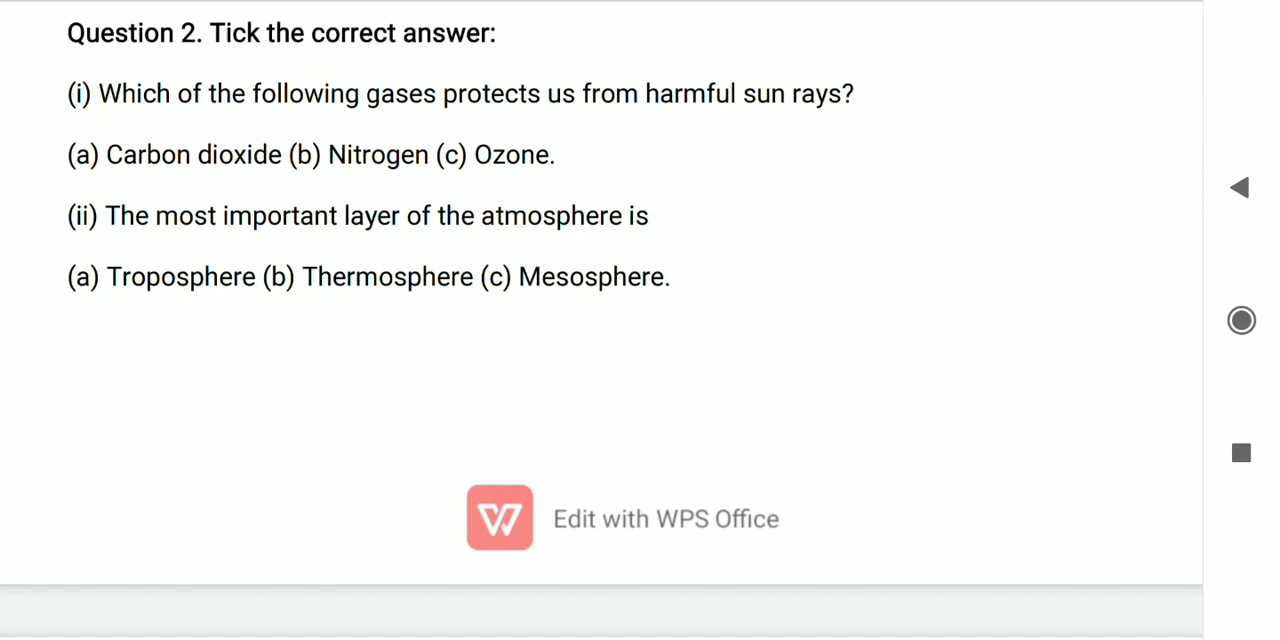 Question 2. Tick the correct answer:
(i) Which of the following gases protects us from harmful sun rays?
(a) Carbon dioxide (b) Nitrogen (c) Ozone.
(ii) The most important layer of the atmosphere is
(a) Troposphere (b) Thermosphere (c) Mesosphere.
Edit with WPS Office